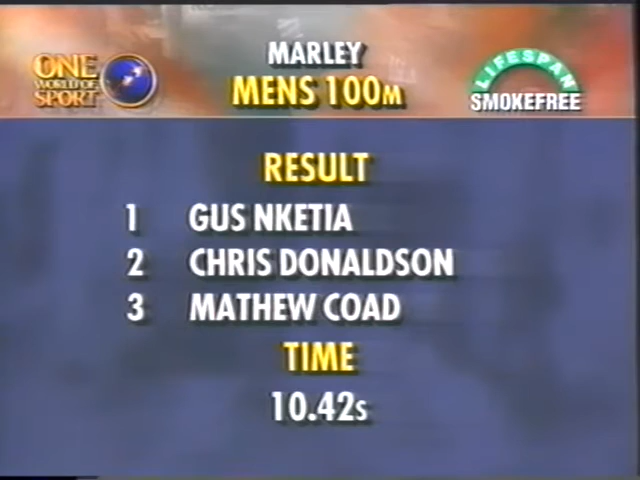 ONE
WORLD OF
SPORT
MARLEY
MENS 100M
LIFESPAN
SMOKEFREE
RESULT
1 GUS NKETIA
2 CHRIS DONALDSON
3 MATHEW COAD
TIME
10.42s